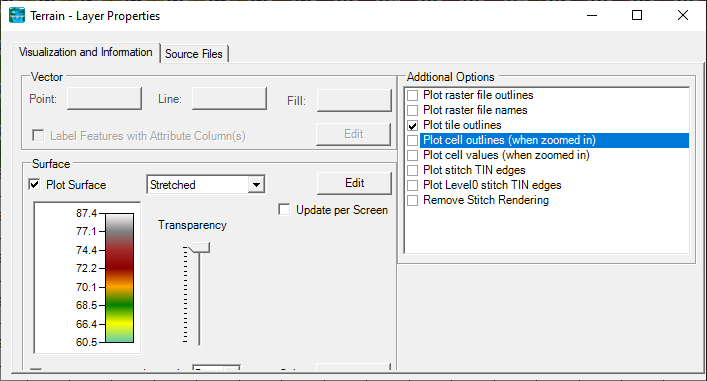 Terrain - Layer Properties
Visualization and Information
Source Files
Vector
Point:
Line:
Fill:
Label Features with Attribute Column(s)
Edit
Surface
Plot Surface
Stretched
Edit
Update per Screen
87.4
77.1
74.4
72.2
70.1
68.5
66.4
60.5
Transparency
Addtional Options
Plot raster file outlines
Plot raster file names
Plot tile outlines
Plot cell outlines (when zoomed in)
Plot cell values (when zoomed in)
Plot stitch TIN edges
Plot Level0 stitch TIN edges
Remove Stitch Rendering